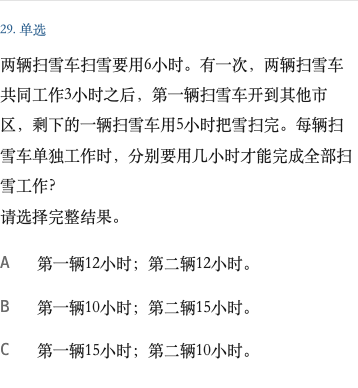 29. 单选
两辆扫雪车扫雪要用6小时。有一次，两辆扫雪车
共同工作3小时之后，第一辆扫雪车开到其他市
区，剩下的一辆扫雪车用5小时把雪扫完。每辆扫
雪车单独工作时，分别要用几小时才能完成全部扫
雪工作?
请选择完整结果。
A 第一辆12小时；第二辆12小时。
B 第一辆10小时；第二辆15小时。
C 第一辆15小时；第二辆10小时。